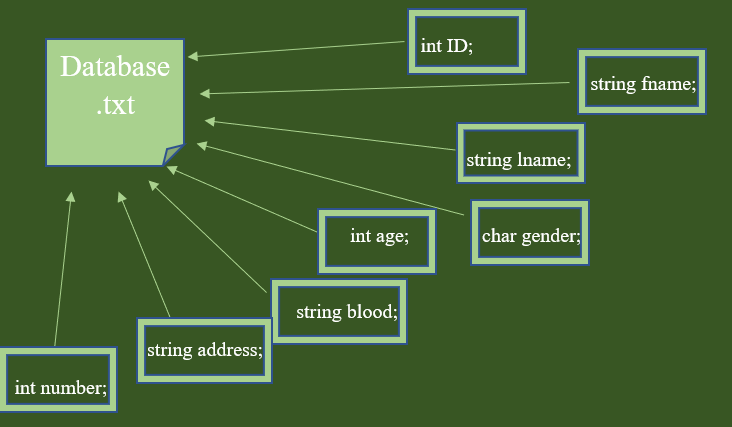 Database
.txt
int ID;
string fname;
string lname;
char gender;
int age;
string blood;
string address;
int number;